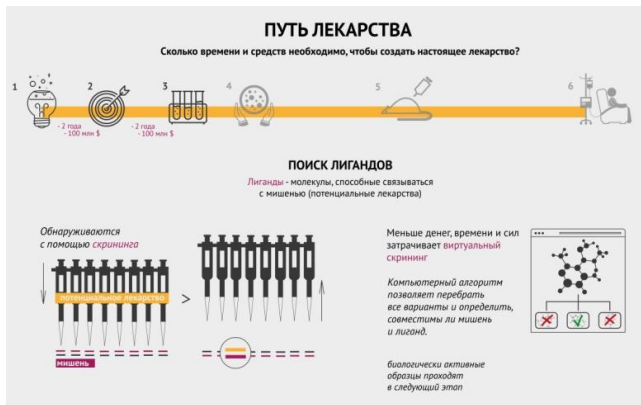 ПУТЬ ЛЕКАРСТВА
Сколько времени и средств необходимо, чтобы создать настоящее лекарство?
1
2
3
4
5
6
- 2 года
- 100 млн $
- 2 года
- 100 млн $
ПОИСК ЛИГАНДОВ
Лиганды - молекулы, способные связываться
с мишенью (потенциальные лекарства)
Обнаруживаются
с помощью скрининга
потенциальное лекарство
>
мишень
Меньше денег, времени и сил
затрачивает виртуальный
скрининг
Компьютерный алгоритм
позволяет перебрать
все варианты и определить,
совместимы ли мишень
и лиганд.
биологически активные
образцы проходят
в следующий этап